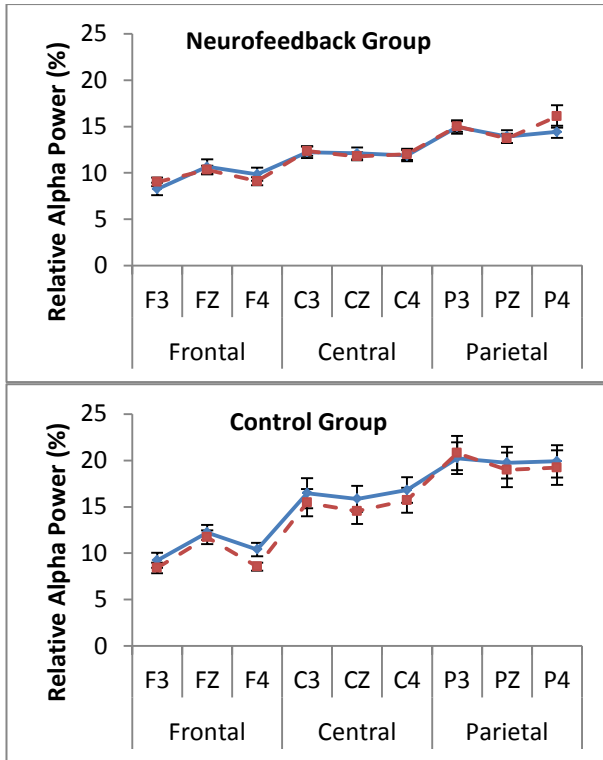 Neurofeedback Group
Relative Alpha Power (%)
25
20
15
10
5
0
F3 FZ F4 C3 CZ C4 P3 PZ P4
Frontal Central Parietal
Control Group
Relative Alpha Power (%)
25
20
15
10
5
0
F3 FZ F4 C3 CZ C4 P3 PZ P4
Frontal Central Parietal